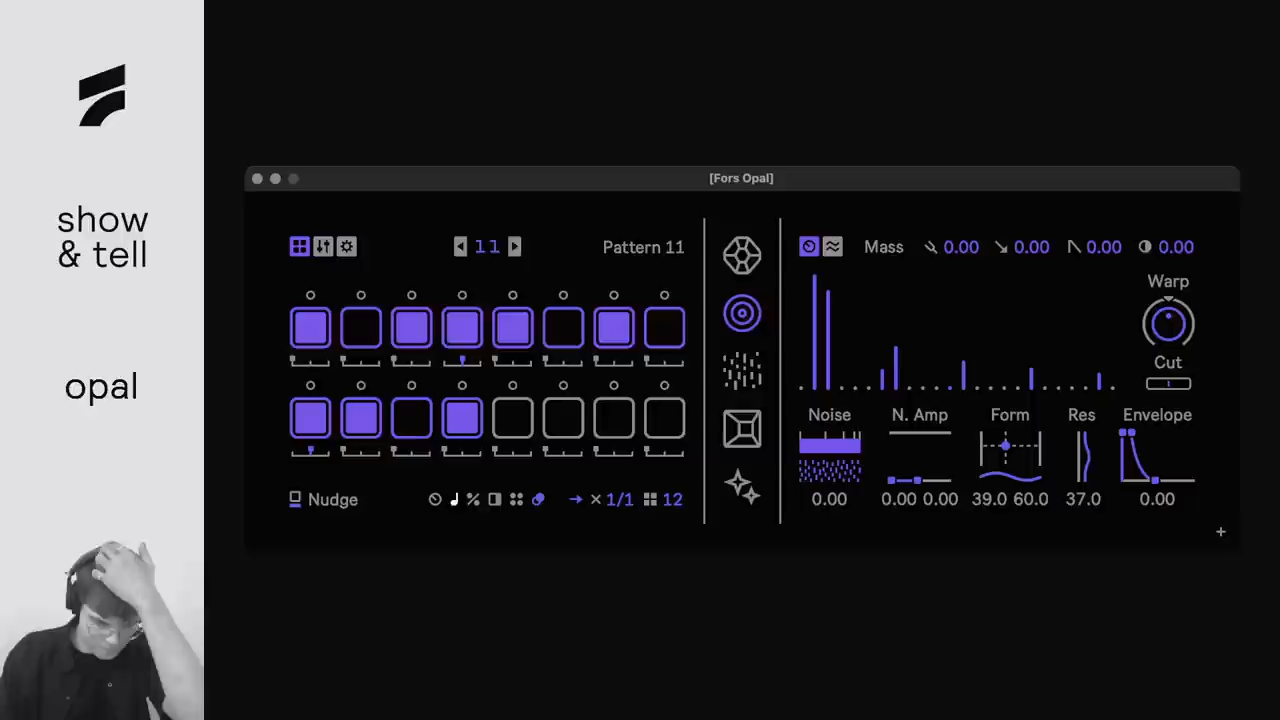 show
& tell
opal
[Fors Opal]
11
Pattern 11
Mass 0.00 0.00 0.00 0.00
Warp
Cut
Noise N. Amp Form Res Envelope
0.00 0.00 0.00 39.0 60.0 37.0 0.00
Nudge
1/1 12